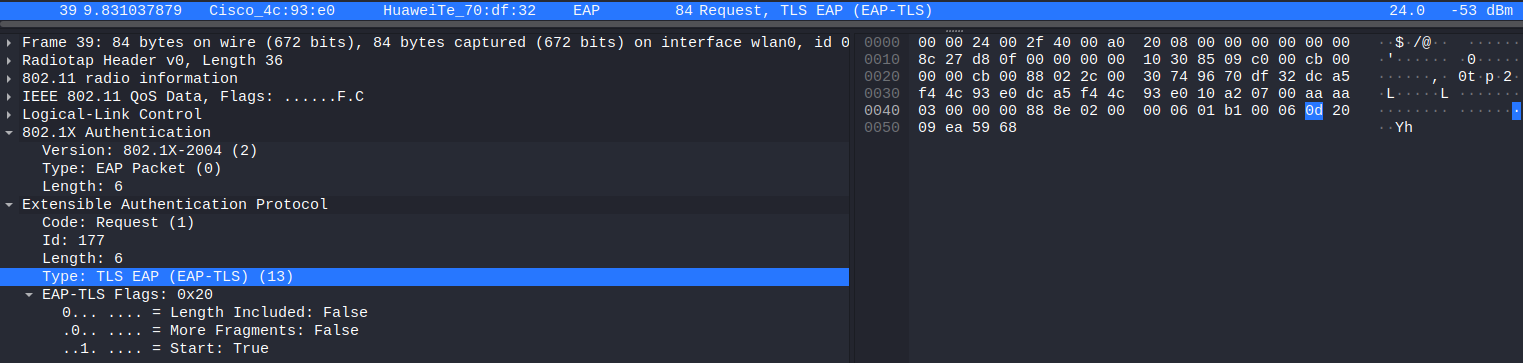 39 9.831037879 Cisco_4c:93:e0 HuaweiTe_70:df:32 EAP 84 Request, TLS EAP (EAP-TLS) 24.0 -53 dBm
Frame 39: 84 bytes on wire (672 bits), 84 bytes captured (672 bits) on interface wlan0, id 0
Radiotap Header v0, Length 36
802.11 radio information
IEEE 802.11 QoS Data, Flags: ......F.C
Logical-Link Control
802.1X Authentication
Version: 802.1X-2004 (2)
Type: EAP Packet (0)
Length: 6
Extensible Authentication Protocol
Code: Request (1)
Id: 177
Length: 6
Type: TLS EAP (EAP-TLS) (13)
EAP-TLS Flags: 0x20
0... .... = Length Included: False
.0.. .... = More Fragments: False
..1. .... = Start: True
0000 00 00 24 00 2f 40 00 a0 20 08 00 00 00 00 00 00 ··$·/@·· ·······
0010 8c 27 d8 0f 00 00 00 00 10 30 85 09 c0 00 cb 00 ·'······ ·0······
0020 00 00 cb 00 88 02 2c 00 30 74 96 70 df 32 dc a5 ······,· 0t·p·2··
0030 f4 4c 93 e0 dc a5 f4 4c 93 e0 10 a2 07 00 aa aa ·L·····L ········
0040 03 00 00 00 88 8e 02 00 00 06 01 b1 00 06 0d 20 ········ ·······
0050 09 ea 59 68 ··Yh